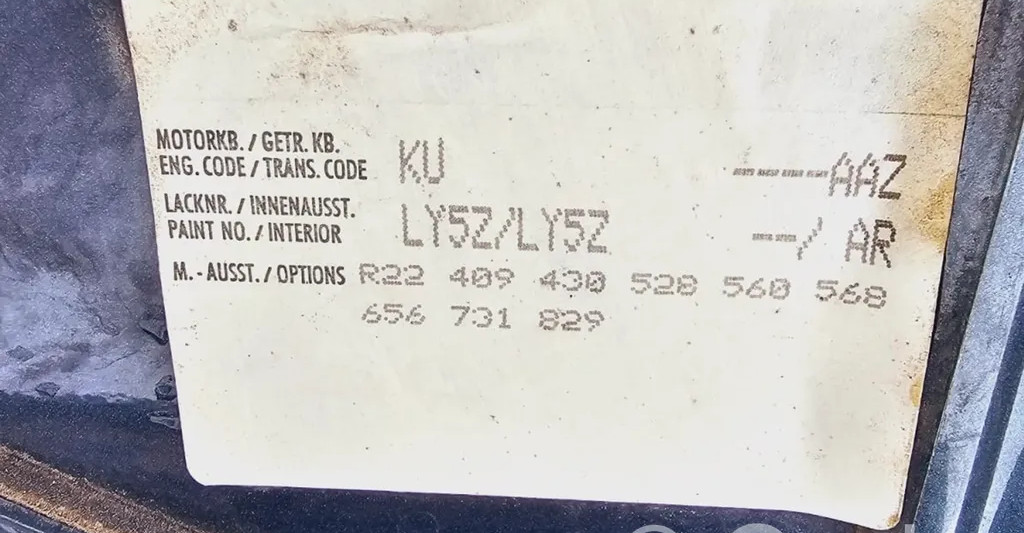 MOTORKB. / GETR. KB.
ENG. CODE / TRANS. CODE KU ----AAZ
LACKNR. / INNENAUSST.
PAINT NO. / INTERIOR LY5Z/LY5Z --/ AR
M. - AUSST. / OPTIONS R22 409 430 528 560 568
656 731 829